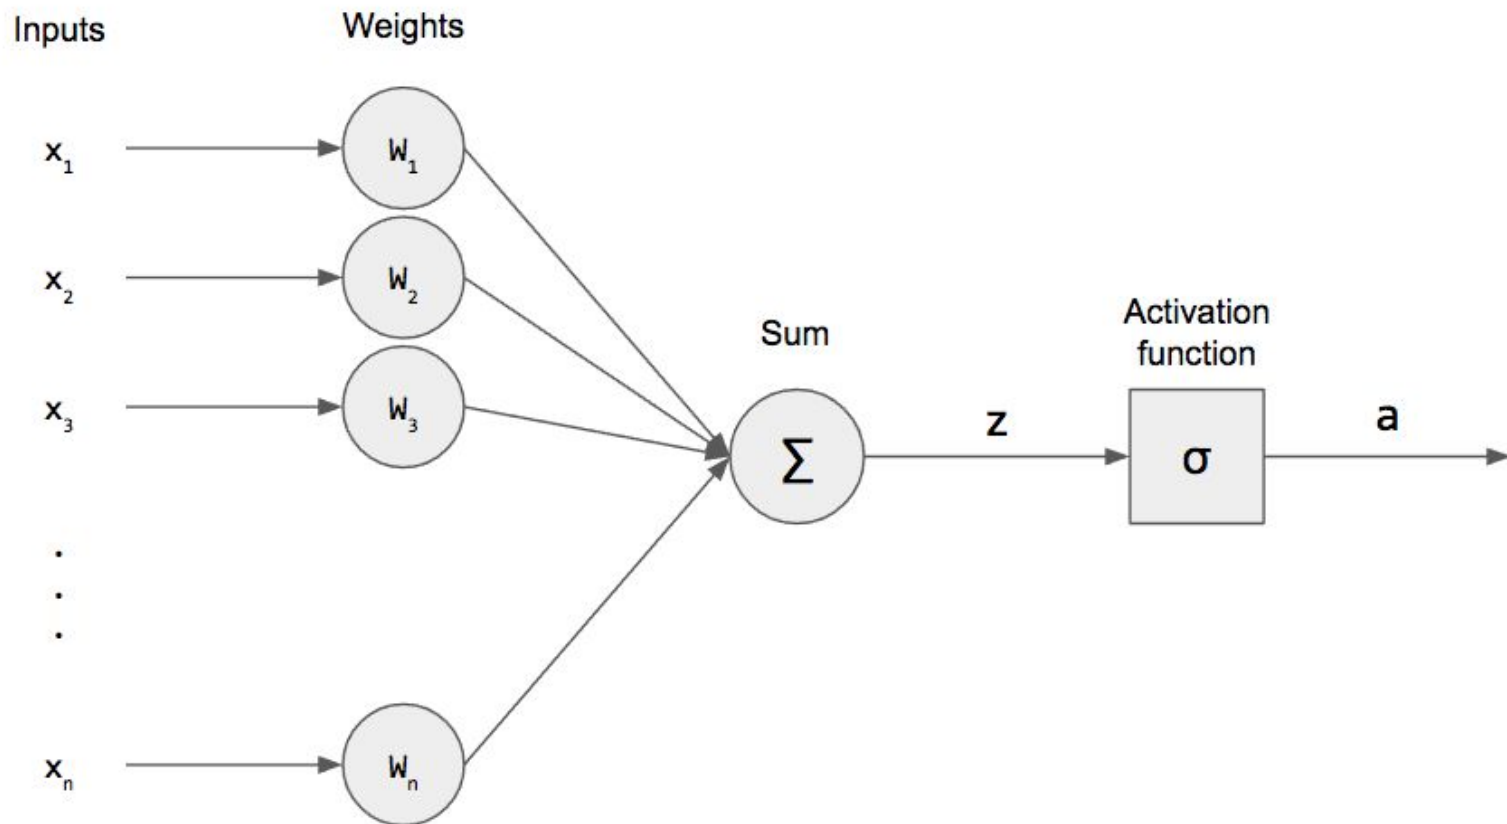 Inputs
Weights
x₁
W₁
x₂
W₂
x₃
W₃
Sum
Σ
z
Activation
function
σ
a
.
.
.
xₙ
Wₙ